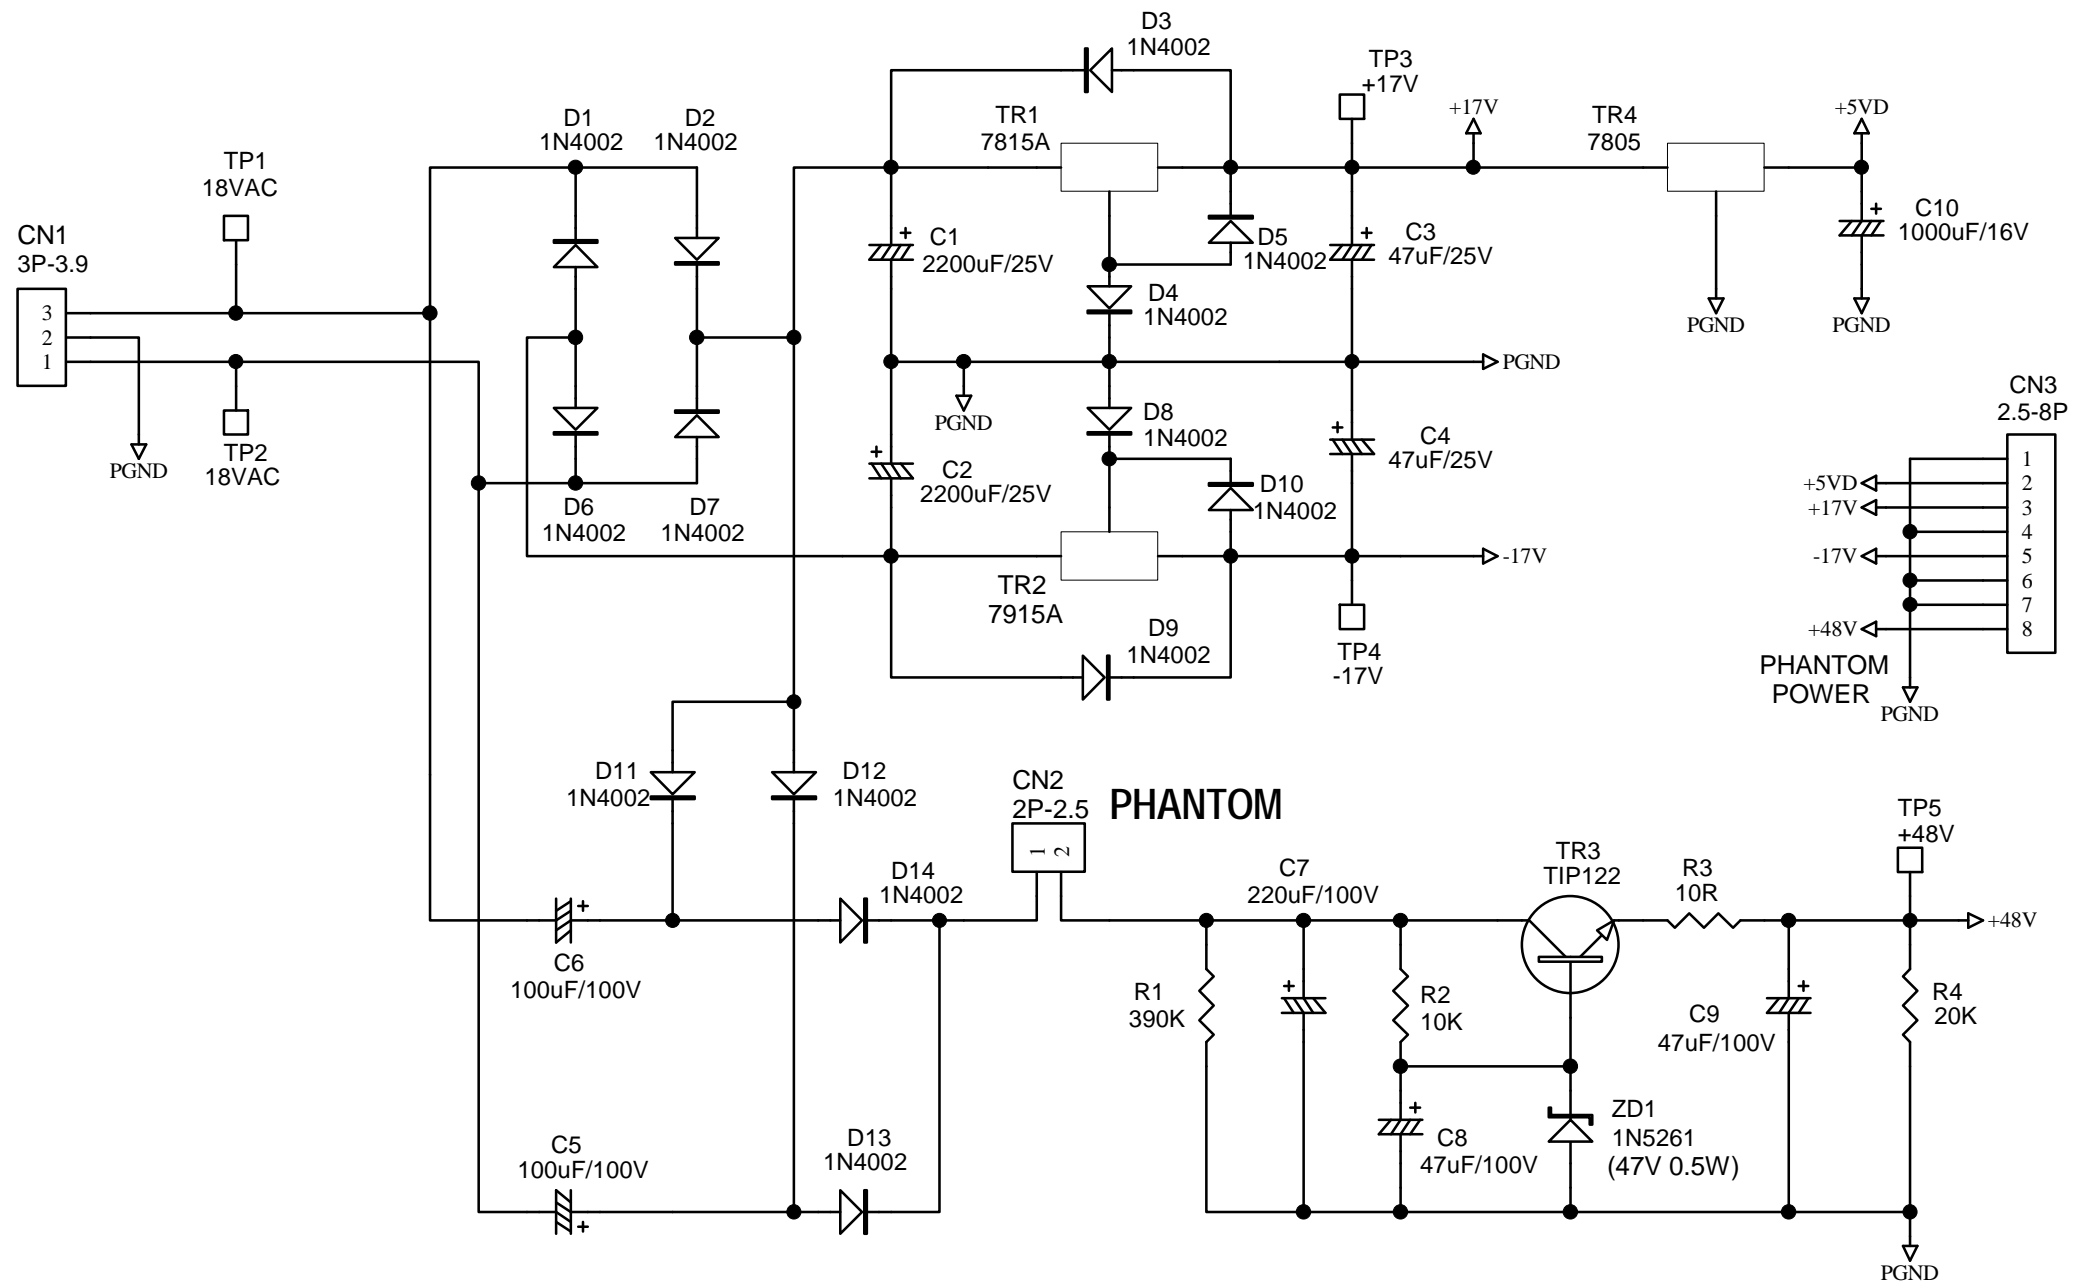 D3
1N4002
TP3
+17V
D1
1N4002
D2
1N4002
TR1
7815A
+17V
TR4
7805
+5VD
TP1
18VAC
CN1
3P-3.9
3
2
1
PGND
TP2
18VAC
+
C1
2200uF/25V
D5
1N4002
+
C3
47uF/25V
+
C10
1000uF/16V
D4
1N4002
PGND
PGND
PGND
PGND
D8
1N4002
+
C4
47uF/25V
+
C2
2200uF/25V
D10
1N4002
D6
1N4002
D7
1N4002
TR2
7915A
-17V
D9
1N4002
TP4
-17V
CN3
2.5-8P
1
+5VD 2
+17V 3
4
-17V 5
6
7
+48V 8
PHANTOM
POWER
PGND
D11
1N4002
D12
1N4002
CN2
2P-2.5
1
2
PHANTOM
D14
1N4002
+
C6
100uF/100V
C7
220uF/100V
TR3
TIP122
R3
10R
TP5
+48V
+48V
R1
390K
+
R2
10K
C9
47uF/100V
+
R4
20K
C5
100uF/100V
+
D13
1N4002
+
C8
47uF/100V
ZD1
1N5261
(47V 0.5W)
PGND